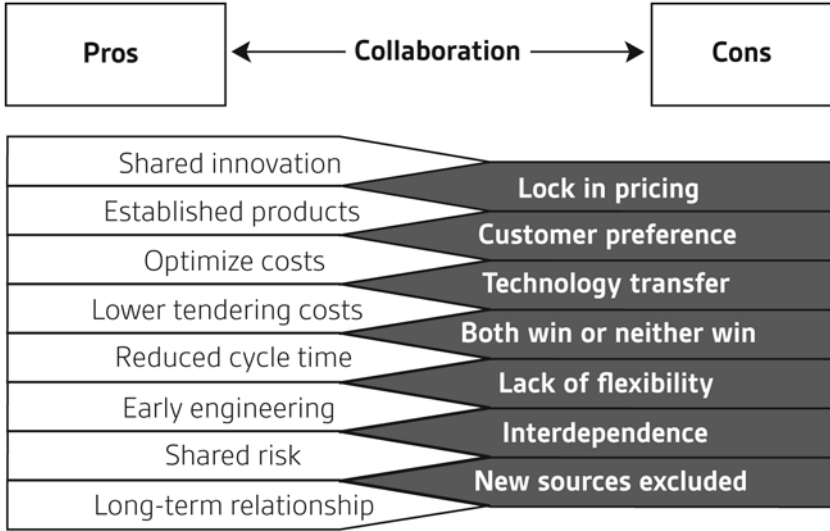 Pros
Collaboration
Cons
Shared innovation
Established products
Optimize costs
Lower tendering costs
Reduced cycle time
Early engineering
Shared risk
Long-term relationship
Lock in pricing
Customer preference
Technology transfer
Both win or neither win
Lack of flexibility
Interdependence
New sources excluded